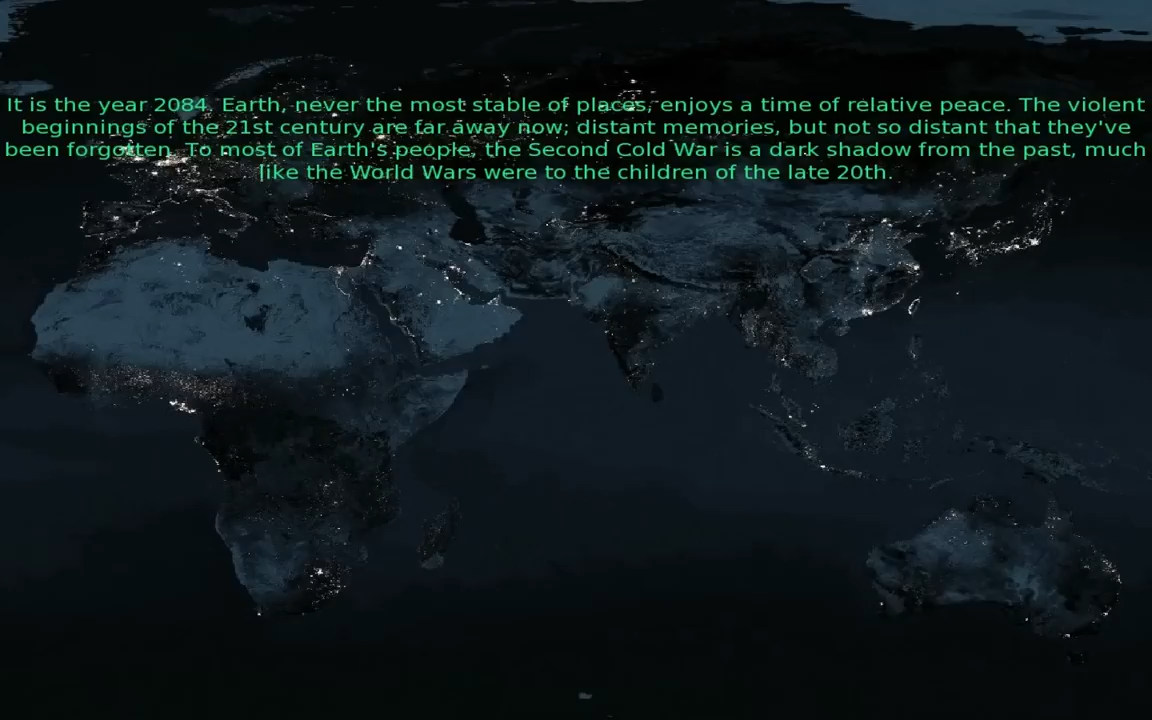 It is the year 2084. Earth, never the most stable of places, enjoys a time of relative peace. The violent
beginnings of the 21st century are far away now; distant memories, but not so distant that they've
been forgotten. To most of Earth's people, the Second Cold War is a dark shadow from the past, much
like the World Wars were to the children of the late 20th.